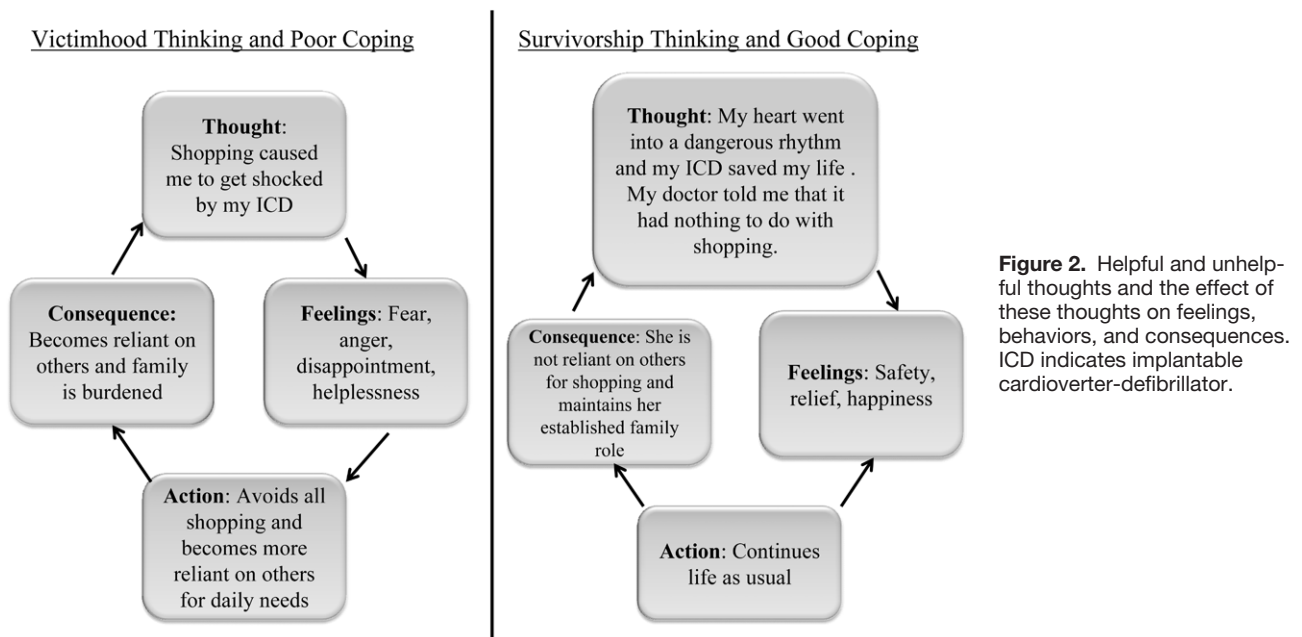 Victimhood Thinking and Poor Coping
Thought:
Shopping caused
me to get shocked
by my ICD
Feelings: Fear,
anger,
disappointment,
helplessness
Action: Avoids all
shopping and
becomes more
reliant on others
for daily needs
Consequence:
Becomes reliant on
others and family
is burdened
Survivorship Thinking and Good Coping
Thought: My heart went
into a dangerous rhythm
and my ICD saved my life .
My doctor told me that it
had nothing to do with
shopping.
Feelings: Safety,
relief, happiness
Action: Continues
life as usual
Consequence: She is
not reliant on others
for shopping and
maintains her
established family
role
Figure 2. Helpful and unhelp-
ful thoughts and the effect of
these thoughts on feelings,
behaviors, and consequences.
ICD indicates implantable
cardioverter-defibrillator.